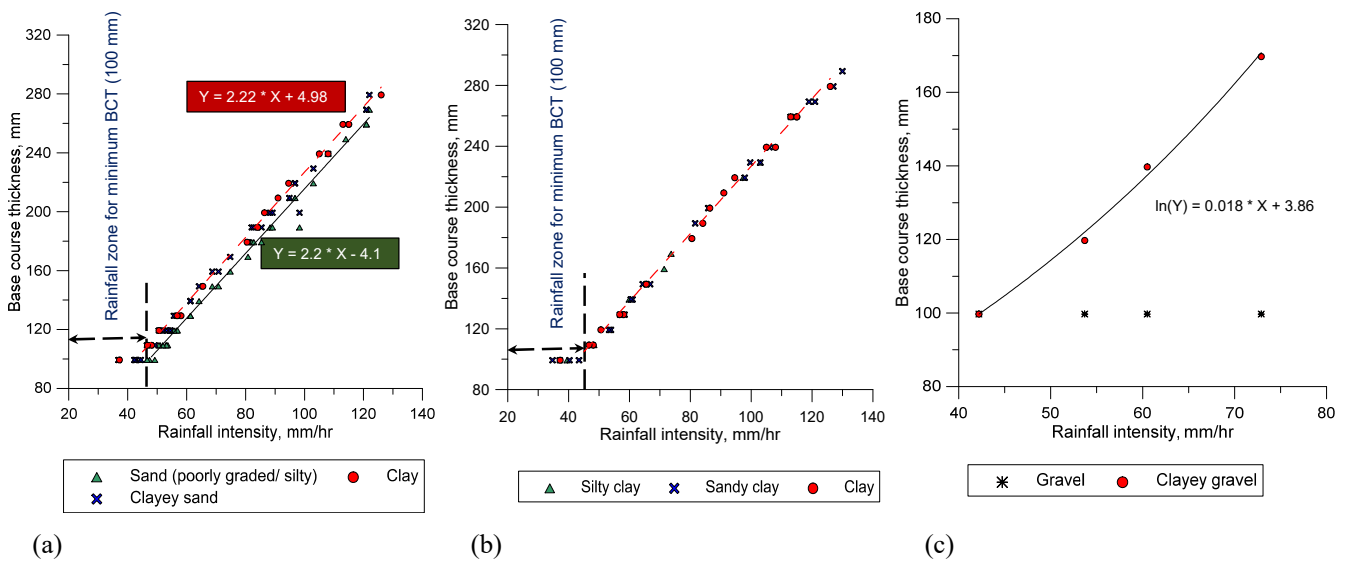 320
280
240
200
160
120
80
Base course thickness, mm
Rainfall zone for minimum BCT (100 mm)
Y = 2.22 * X + 4.98
Y = 2.2 * X - 4.1
20 40 60 80 100 120 140
Rainfall intensity, mm/hr
Sand (poorly graded/ silty) Clay
Clayey sand
(a)
320
280
240
200
160
120
80
Base course thickness, mm
Rainfall zone for minimum BCT (100 mm)
20 40 60 80 100 120 140
Rainfall intensity, mm/hr
Silty clay Sandy clay Clay
(b)
180
160
140
120
100
80
Base course thickness, mm
ln(Y) = 0.018 * X + 3.86
40 50 60 70 80
Rainfall intensity, mm/hr
Gravel Clayey gravel
(c)